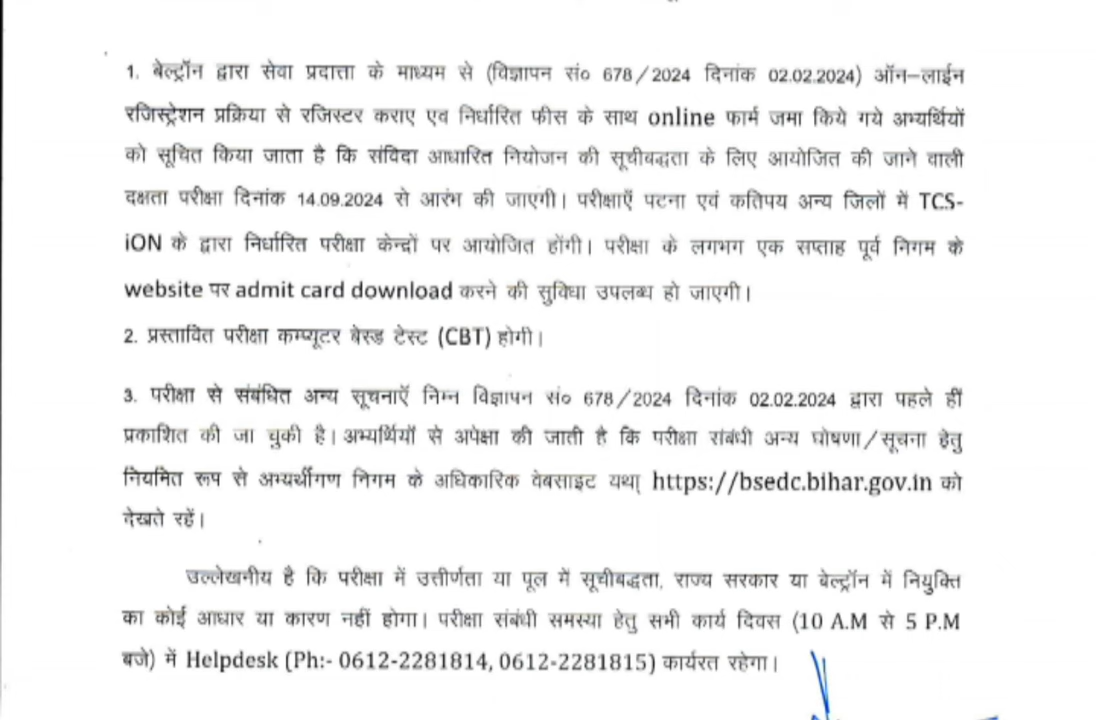 1. बेल्ट्रॉन द्वारा सेवा प्रदात्ता के माध्यम से (विज्ञापन सं० 678/2024 दिनांक 02.02.2024) ऑन–लाईन
रजिस्ट्रेशन प्रक्रिया से रजिस्टर कराए एव निर्धारित फीस के साथ online फार्म जमा किये गये अभ्यर्थियों
को सूचित किया जाता है कि संविदा आधारित नियोजन की सूचीबद्धता के लिए आयोजित की जाने वाली
दक्षता परीक्षा दिनांक 14.09.2024 से आरंभ की जाएगी। परीक्षाएँ पटना एवं कतिपय अन्य जिलों में TCS-
iON के द्वारा निर्धारित परीक्षा केन्द्रों पर आयोजित होंगी। परीक्षा के लगभग एक सप्ताह पूर्व निगम के
website पर admit card download करने की सुविधा उपलब्ध हो जाएगी।
2. प्रस्तावित परीक्षा कम्प्यूटर बेस्ड टेस्ट (CBT) होगी।
3. परीक्षा से संबंधित अन्य सूचनाएँ निम्न विज्ञापन सं० 678/2024 दिनांक 02.02.2024 द्वारा पहले हीं
प्रकाशित की जा चुकी है। अभ्यर्थियों से अपेक्षा की जाती है कि परीक्षा संबंधी अन्य घोषणा/सूचना हेतु
नियमित रूप से अभ्यर्थीगण निगम के अधिकारिक वेबसाइट यथा् https://bsedc.bihar.gov.in को
देखते रहें।
उल्लेखनीय है कि परीक्षा में उत्तीर्णता या पूल में सूचीबद्धता, राज्य सरकार या बेल्ट्रॉन में नियुक्ति
का कोई आधार या कारण नहीं होगा। परीक्षा संबंधी समस्या हेतु सभी कार्य दिवस (10 A.M से 5 P.M
बजे) में Helpdesk (Ph:- 0612-2281814, 0612-2281815) कार्यरत रहेगा।